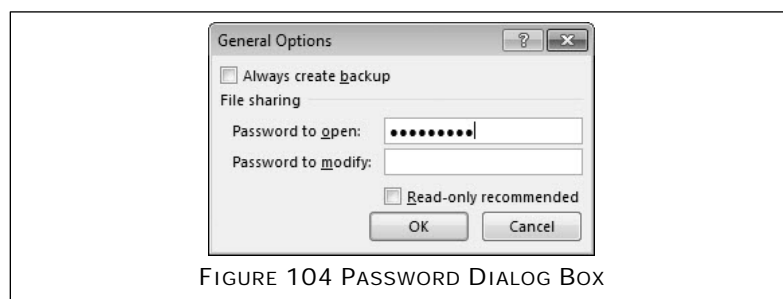 General Options
Always create backup
File sharing
Password to open: •••••••••
Password to modify:
Read-only recommended
OK Cancel
FIGURE 104 PASSWORD DIALOG BOX